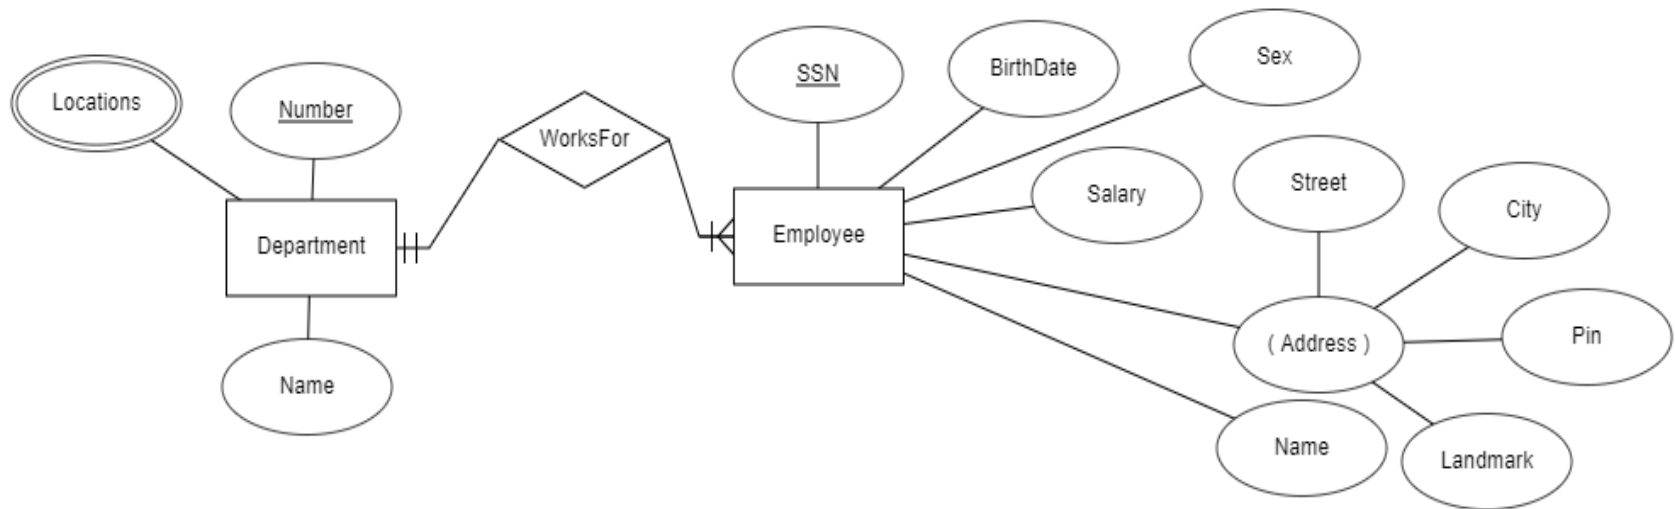 Locations
Number
WorksFor
SSN
BirthDate
Sex
Department
Employee
Salary
Street
City
Name
( Address )
Pin
Name
Landmark